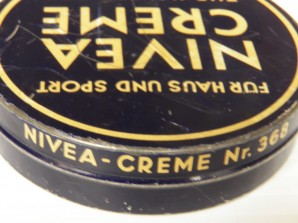 FÜR HAUS UND SPORT
NIVEA
CREME
NIVEA-CREME Nr. 368